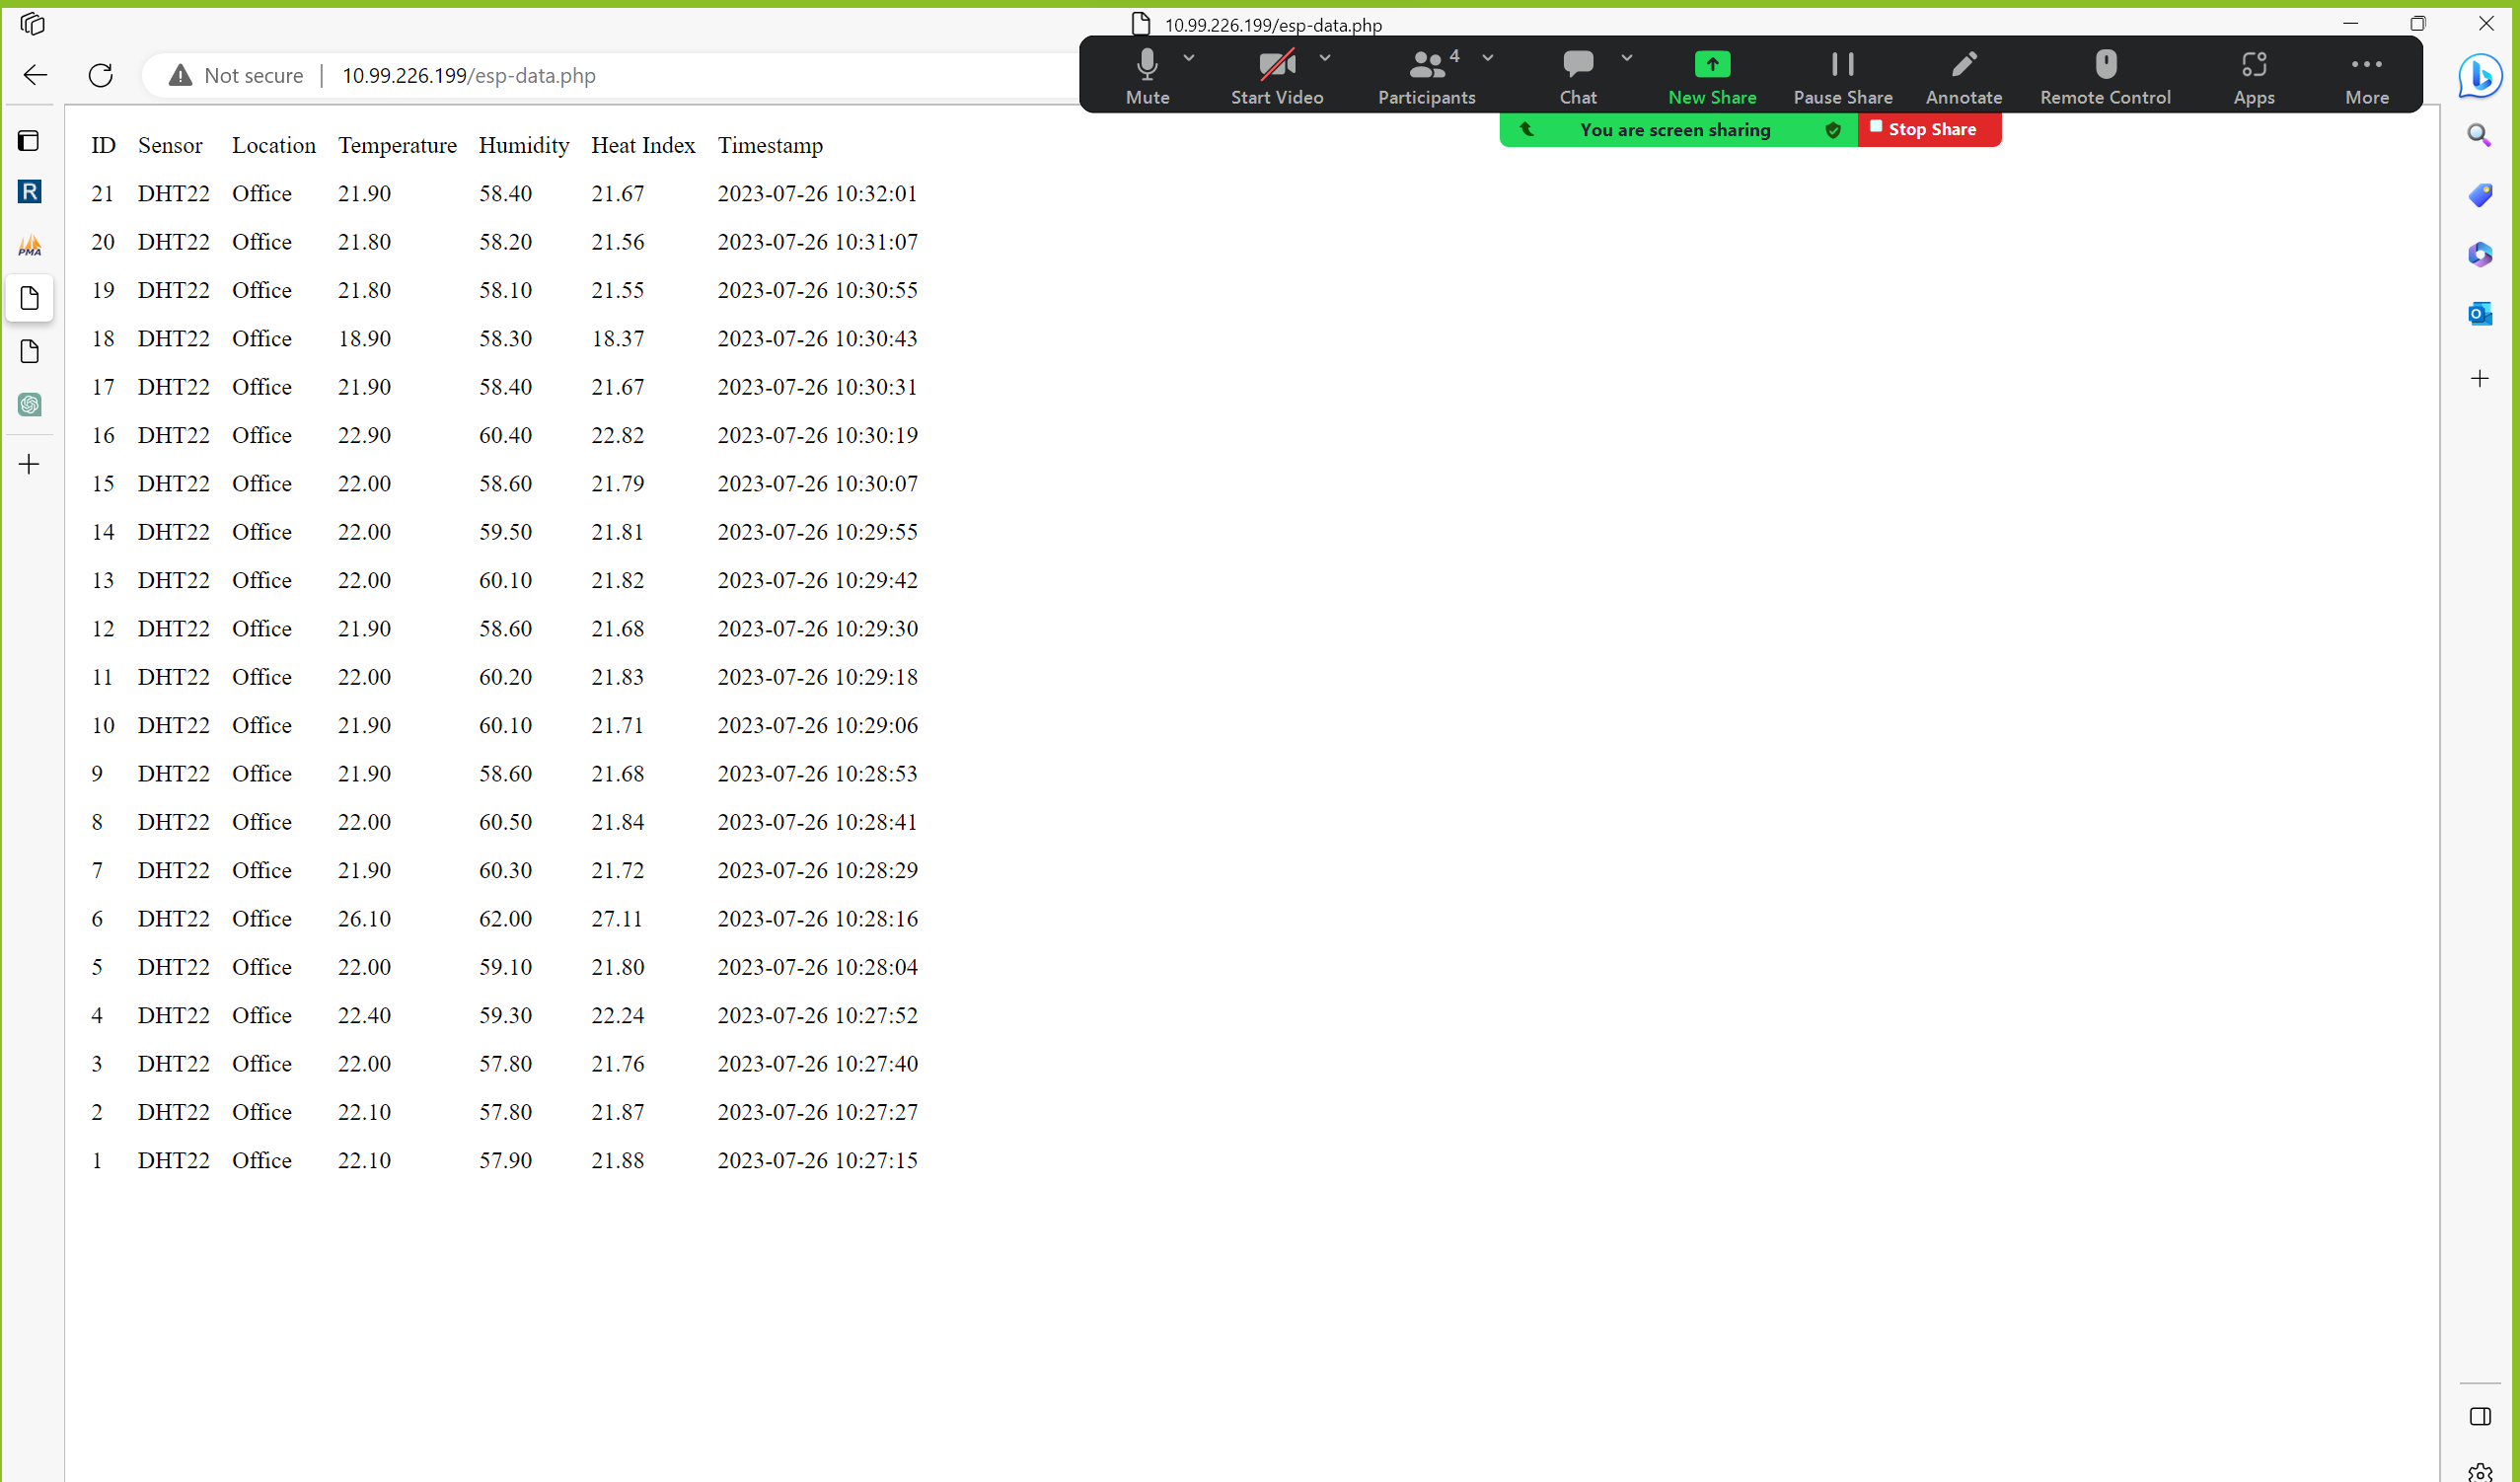 10.99.226.199/esp-data.php
Not secure | 10.99.226.199/esp-data.php
Mute Start Video Participants 4 Chat New Share Pause Share Annotate Remote Control Apps More
You are screen sharing Stop Share
R
PMA
ID Sensor Location Temperature Humidity Heat Index Timestamp
21 DHT22 Office 21.90 58.40 21.67 2023-07-26 10:32:01
20 DHT22 Office 21.80 58.20 21.56 2023-07-26 10:31:07
19 DHT22 Office 21.80 58.10 21.55 2023-07-26 10:30:55
18 DHT22 Office 18.90 58.30 18.37 2023-07-26 10:30:43
17 DHT22 Office 21.90 58.40 21.67 2023-07-26 10:30:31
16 DHT22 Office 22.90 60.40 22.82 2023-07-26 10:30:19
15 DHT22 Office 22.00 58.60 21.79 2023-07-26 10:30:07
14 DHT22 Office 22.00 59.50 21.81 2023-07-26 10:29:55
13 DHT22 Office 22.00 60.10 21.82 2023-07-26 10:29:42
12 DHT22 Office 21.90 58.60 21.68 2023-07-26 10:29:30
11 DHT22 Office 22.00 60.20 21.83 2023-07-26 10:29:18
10 DHT22 Office 21.90 60.10 21.71 2023-07-26 10:29:06
9 DHT22 Office 21.90 58.60 21.68 2023-07-26 10:28:53
8 DHT22 Office 22.00 60.50 21.84 2023-07-26 10:28:41
7 DHT22 Office 21.90 60.30 21.72 2023-07-26 10:28:29
6 DHT22 Office 26.10 62.00 27.11 2023-07-26 10:28:16
5 DHT22 Office 22.00 59.10 21.80 2023-07-26 10:28:04
4 DHT22 Office 22.40 59.30 22.24 2023-07-26 10:27:52
3 DHT22 Office 22.00 57.80 21.76 2023-07-26 10:27:40
2 DHT22 Office 22.10 57.80 21.87 2023-07-26 10:27:27
1 DHT22 Office 22.10 57.90 21.88 2023-07-26 10:27:15